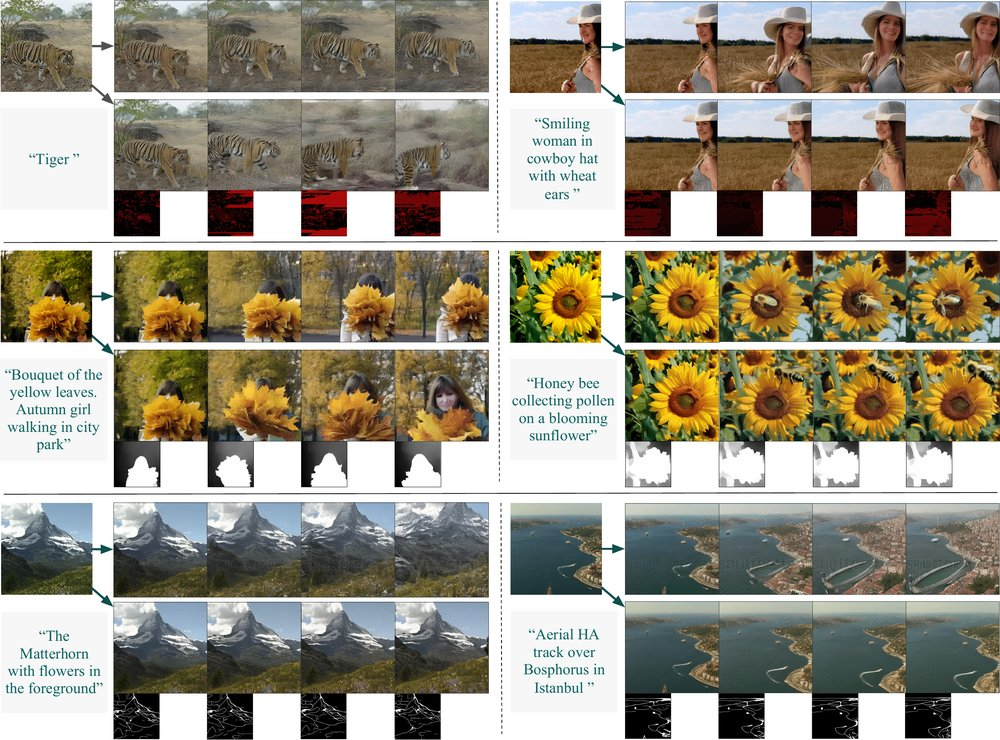 “Tiger ”
“Smiling
woman in
cowboy hat
with wheat
ears ”
“Bouquet of the
yellow leaves.
Autumn girl
walking in city
park”
“Honey bee
collecting pollen
on a blooming
sunflower”
“The
Matterhorn
with flowers in
the foreground”
“Aerial HA
track over
Bosphorus in
Istanbul ”